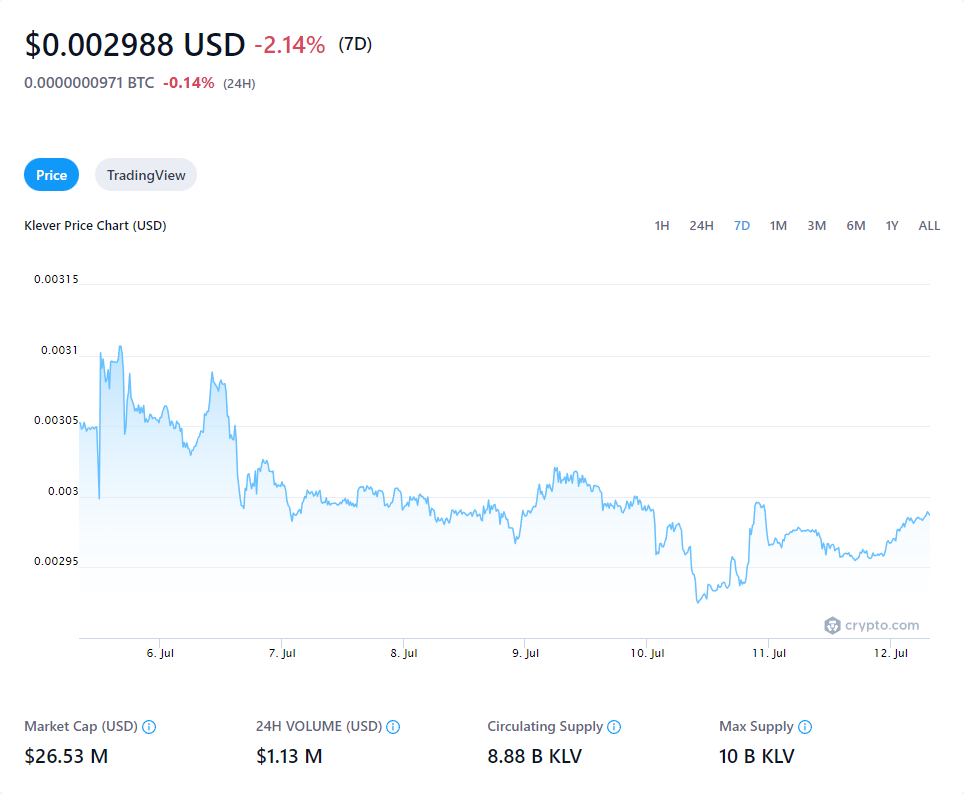 $0.002988 USD -2.14% (7D)
0.0000000971 BTC -0.14% (24H)
Price TradingView
Klever Price Chart (USD) 1H 24H 7D 1M 3M 6M 1Y ALL
0.00315
0.0031
0.00305
0.003
0.00295
crypto.com
6. Jul 7. Jul 8. Jul 9. Jul 10. Jul 11. Jul 12. Jul
Market Cap (USD) 24H VOLUME (USD) Circulating Supply Max Supply
$26.53 M $1.13 M 8.88 B KLV 10 B KLV